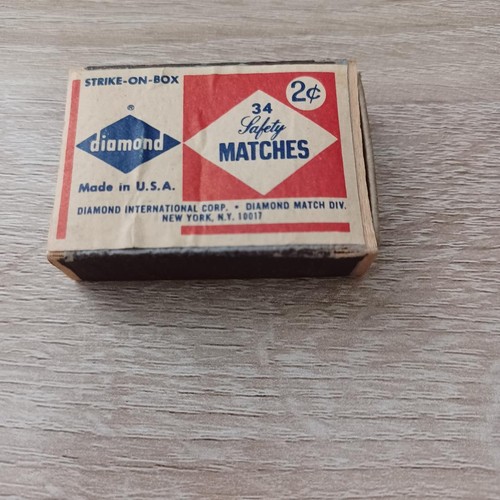 STRIKE-ON-BOX
2¢
34
Safety
MATCHES
®
diamond
Made in U.S.A.
DIAMOND INTERNATIONAL CORP. • DIAMOND MATCH DIV.
NEW YORK, N.Y. 10017